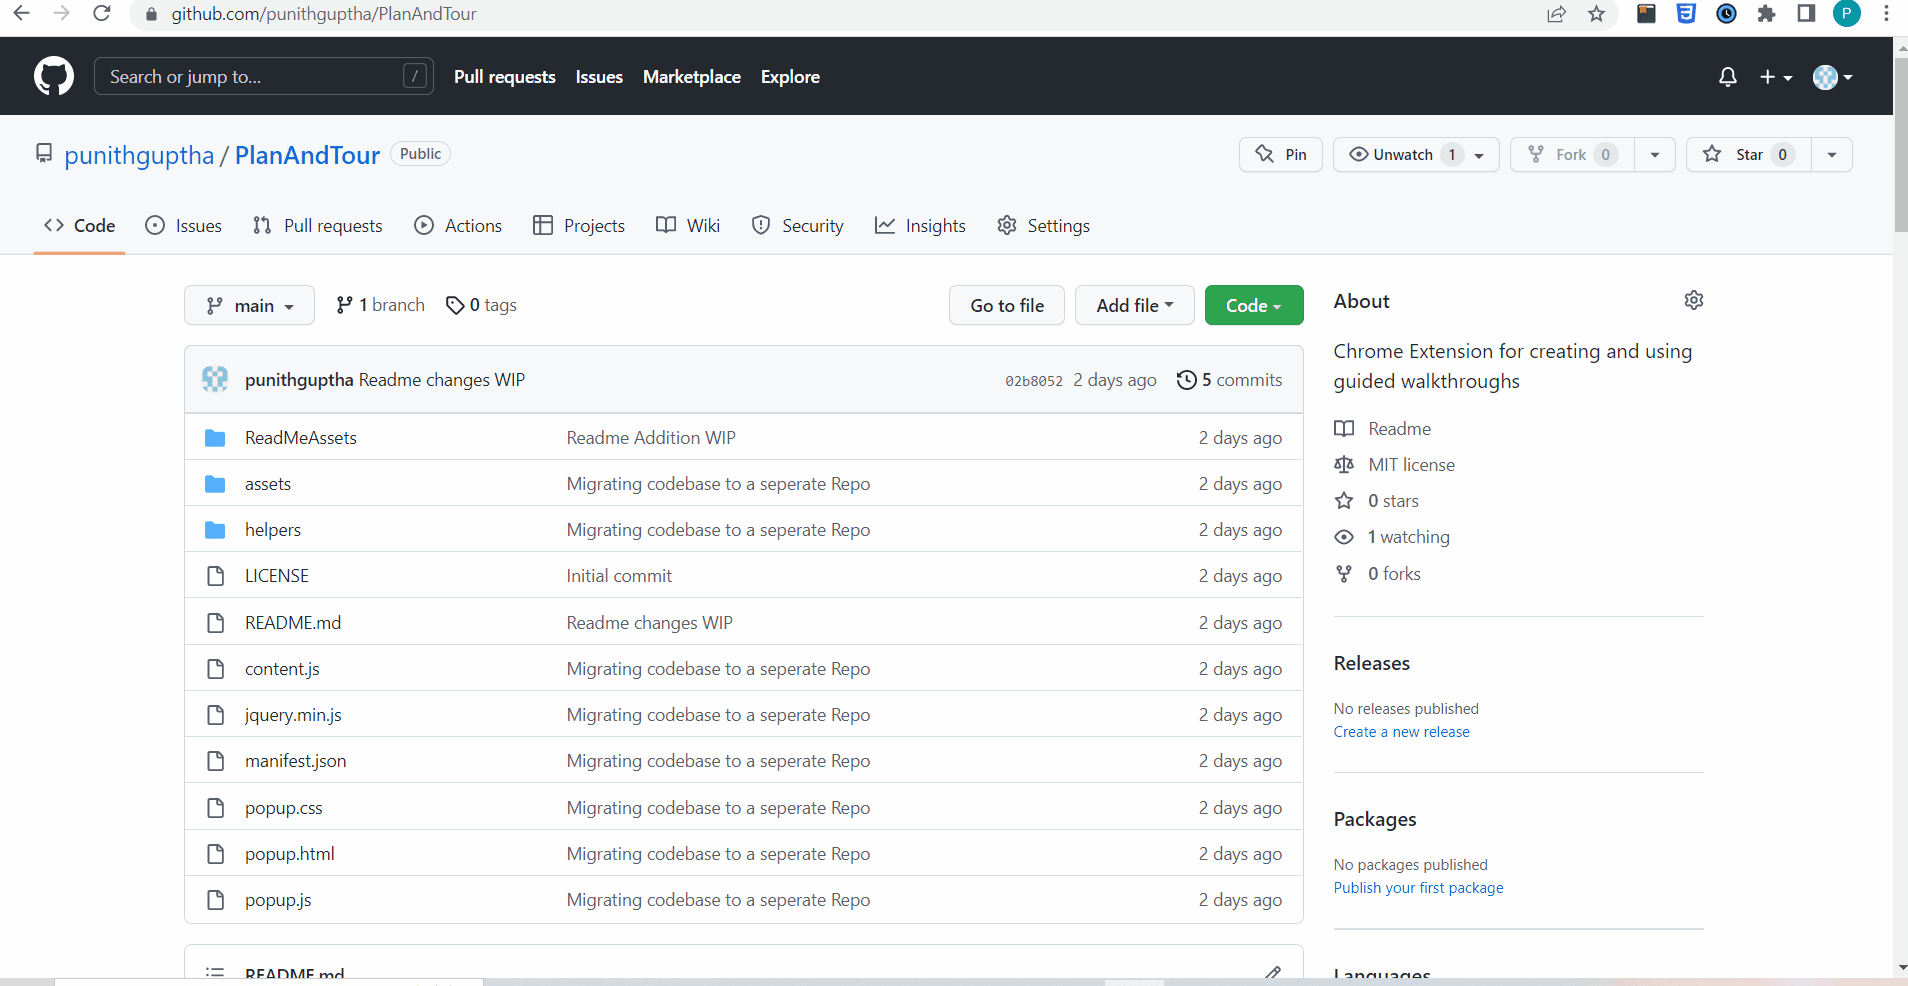 github.com/punithguptha/PlanAndTour
P
Search or jump to... /
Pull requests Issues Marketplace Explore
punithguptha / PlanAndTour Public
Pin Unwatch 1 Fork 0 Star 0
Code Issues Pull requests Actions Projects Wiki Security Insights Settings
main 1 branch 0 tags Go to file Add file Code
punithguptha Readme changes WIP 02b8052 2 days ago 5 commits
ReadMeAssets Readme Addition WIP 2 days ago
assets Migrating codebase to a seperate Repo 2 days ago
helpers Migrating codebase to a seperate Repo 2 days ago
LICENSE Initial commit 2 days ago
README.md Readme changes WIP 2 days ago
content.js Migrating codebase to a seperate Repo 2 days ago
jquery.min.js Migrating codebase to a seperate Repo 2 days ago
manifest.json Migrating codebase to a seperate Repo 2 days ago
popup.css Migrating codebase to a seperate Repo 2 days ago
popup.html Migrating codebase to a seperate Repo 2 days ago
popup.js Migrating codebase to a seperate Repo 2 days ago
README.md
About
Chrome Extension for creating and using
guided walkthroughs
Readme
MIT license
0 stars
1 watching
0 forks
Releases
No releases published
Create a new release
Packages
No packages published
Publish your first package
Languages